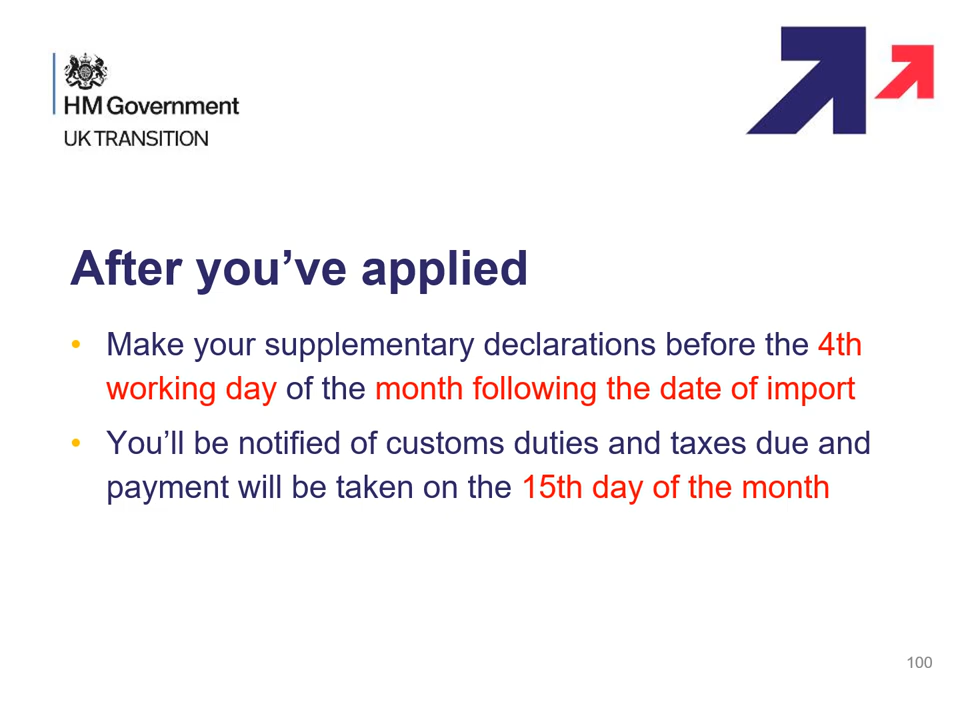 HM Government
UK TRANSITION
After you’ve applied
• Make your supplementary declarations before the 4th
working day of the month following the date of import
• You’ll be notified of customs duties and taxes due and
payment will be taken on the 15th day of the month
100